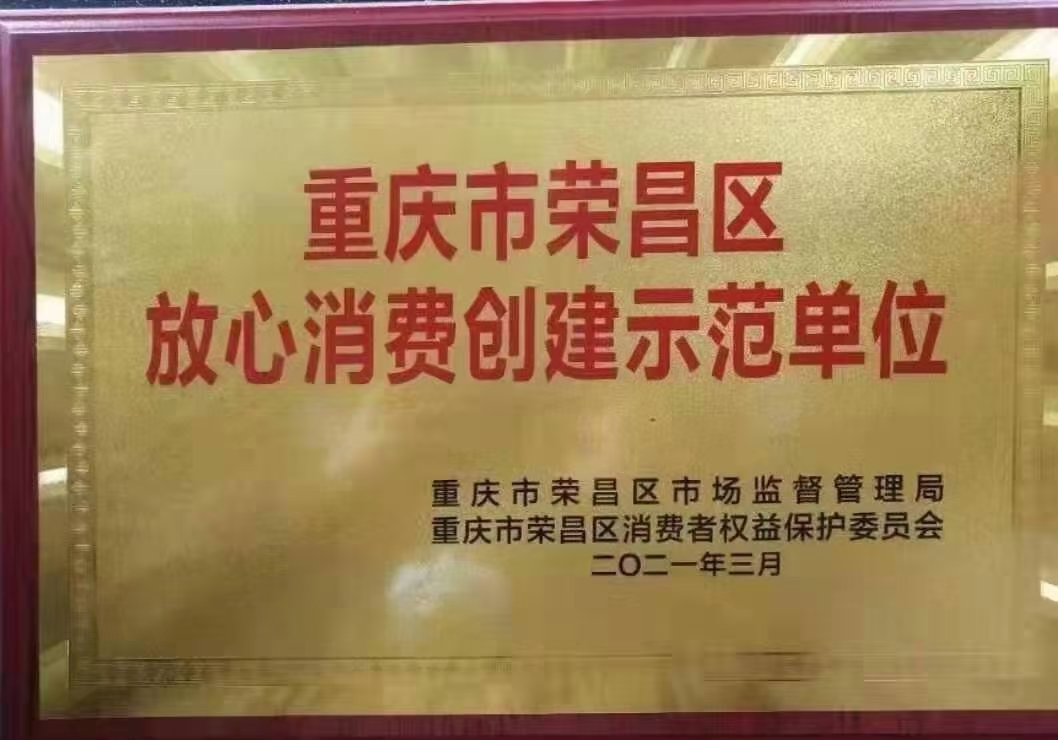 重庆市荣昌区
放心消费创建示范单位
重庆市荣昌区市场监督管理局
重庆市荣昌区消费者权益保护委员会
二〇二一年三月